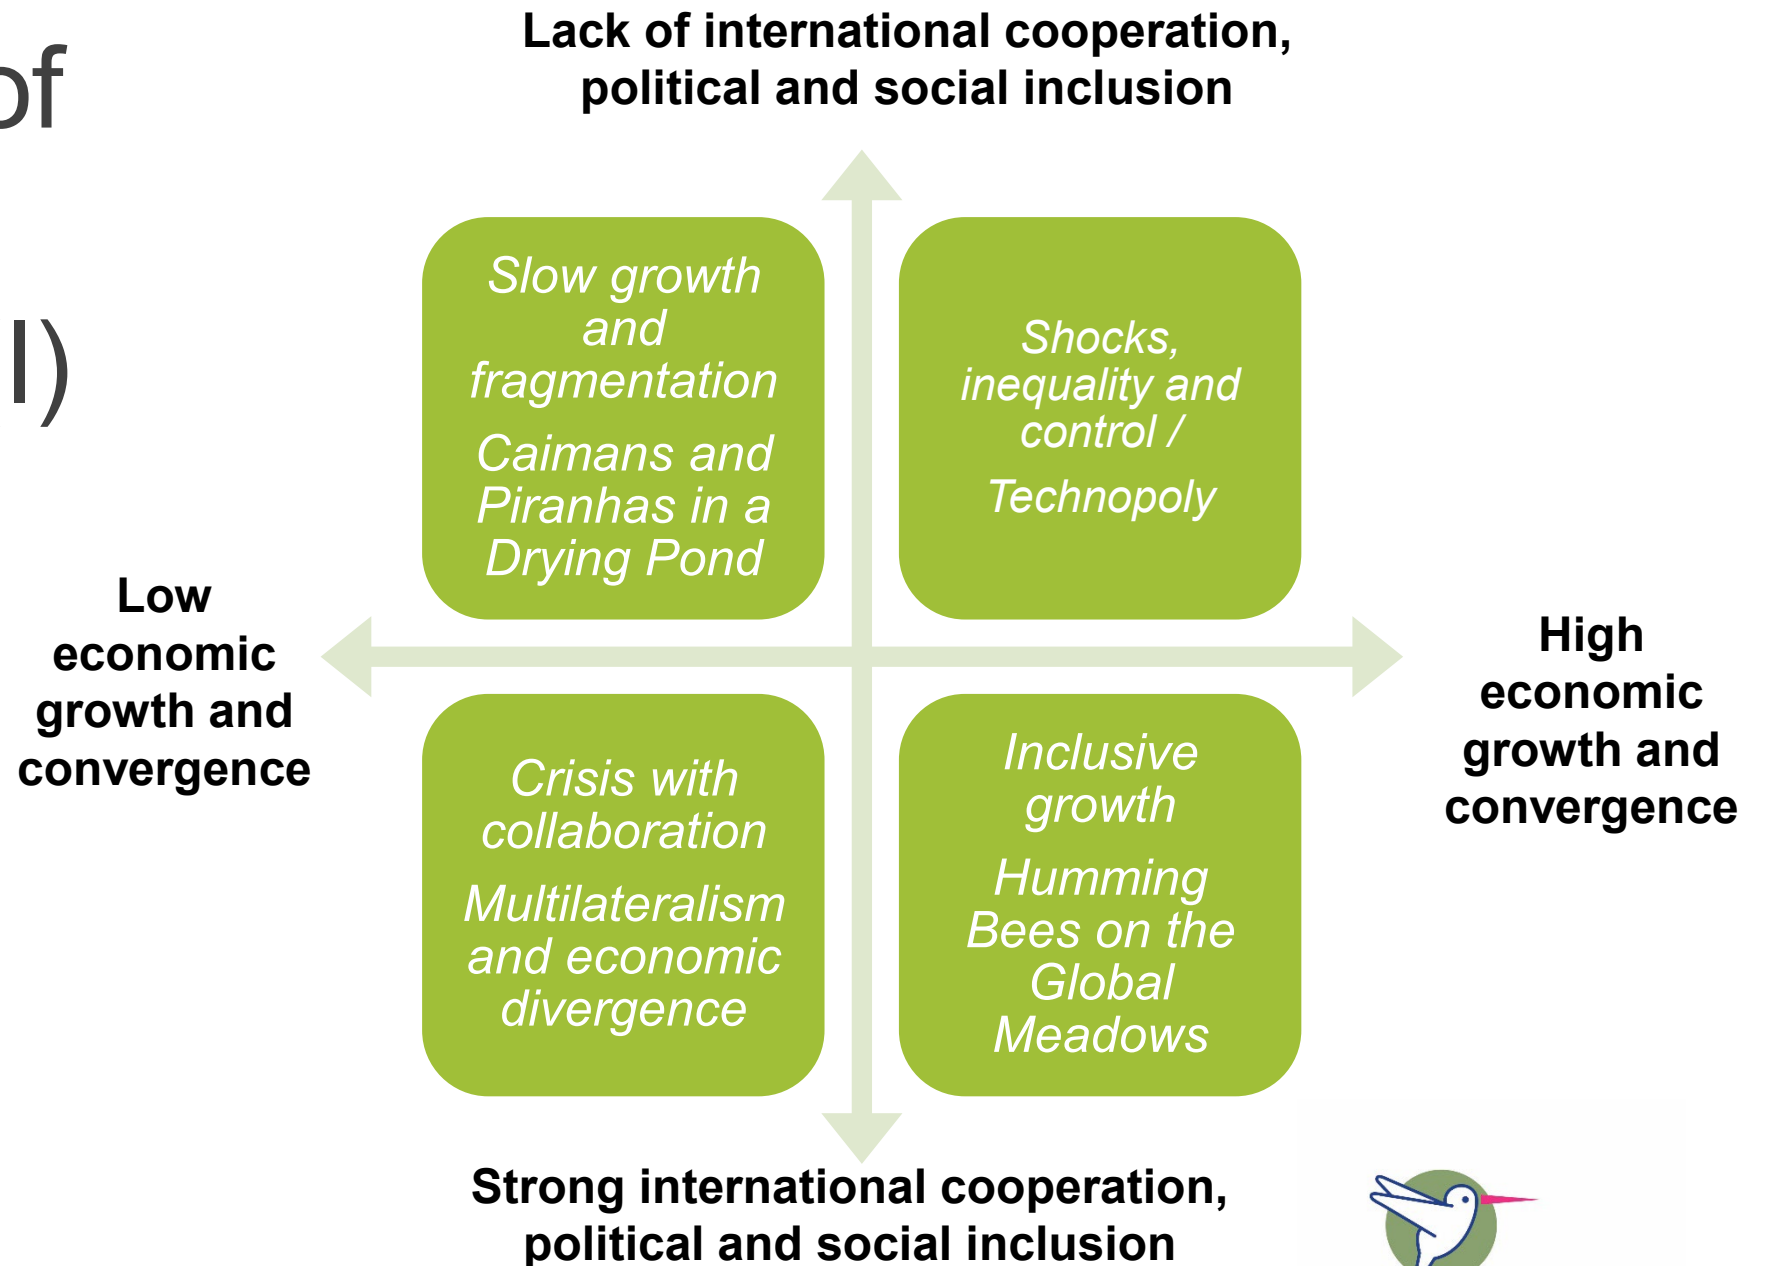 of
l)
Lack of international cooperation,
political and social inclusion
Slow growth
and
fragmentation
Caimans and
Piranhas in a
Drying Pond
Shocks,
inequality and
control /
Technopoly
Low
economic
growth and
convergence
High
economic
growth and
convergence
Crisis with
collaboration
Multilateralism
and economic
divergence
Inclusive
growth
Humming
Bees on the
Global
Meadows
Strong international cooperation,
political and social inclusion